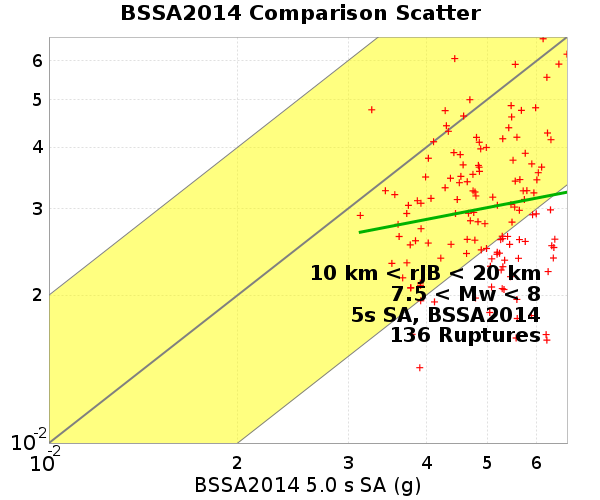 BSSA2014 Comparison Scatter
6
5
4
3
2
10-2
10 km < rJB < 20 km
7.5 < Mw < 8
5s SA, BSSA2014
136 Ruptures
10-2
2
3
4
5
6
BSSA2014 5.0 s SA (g)